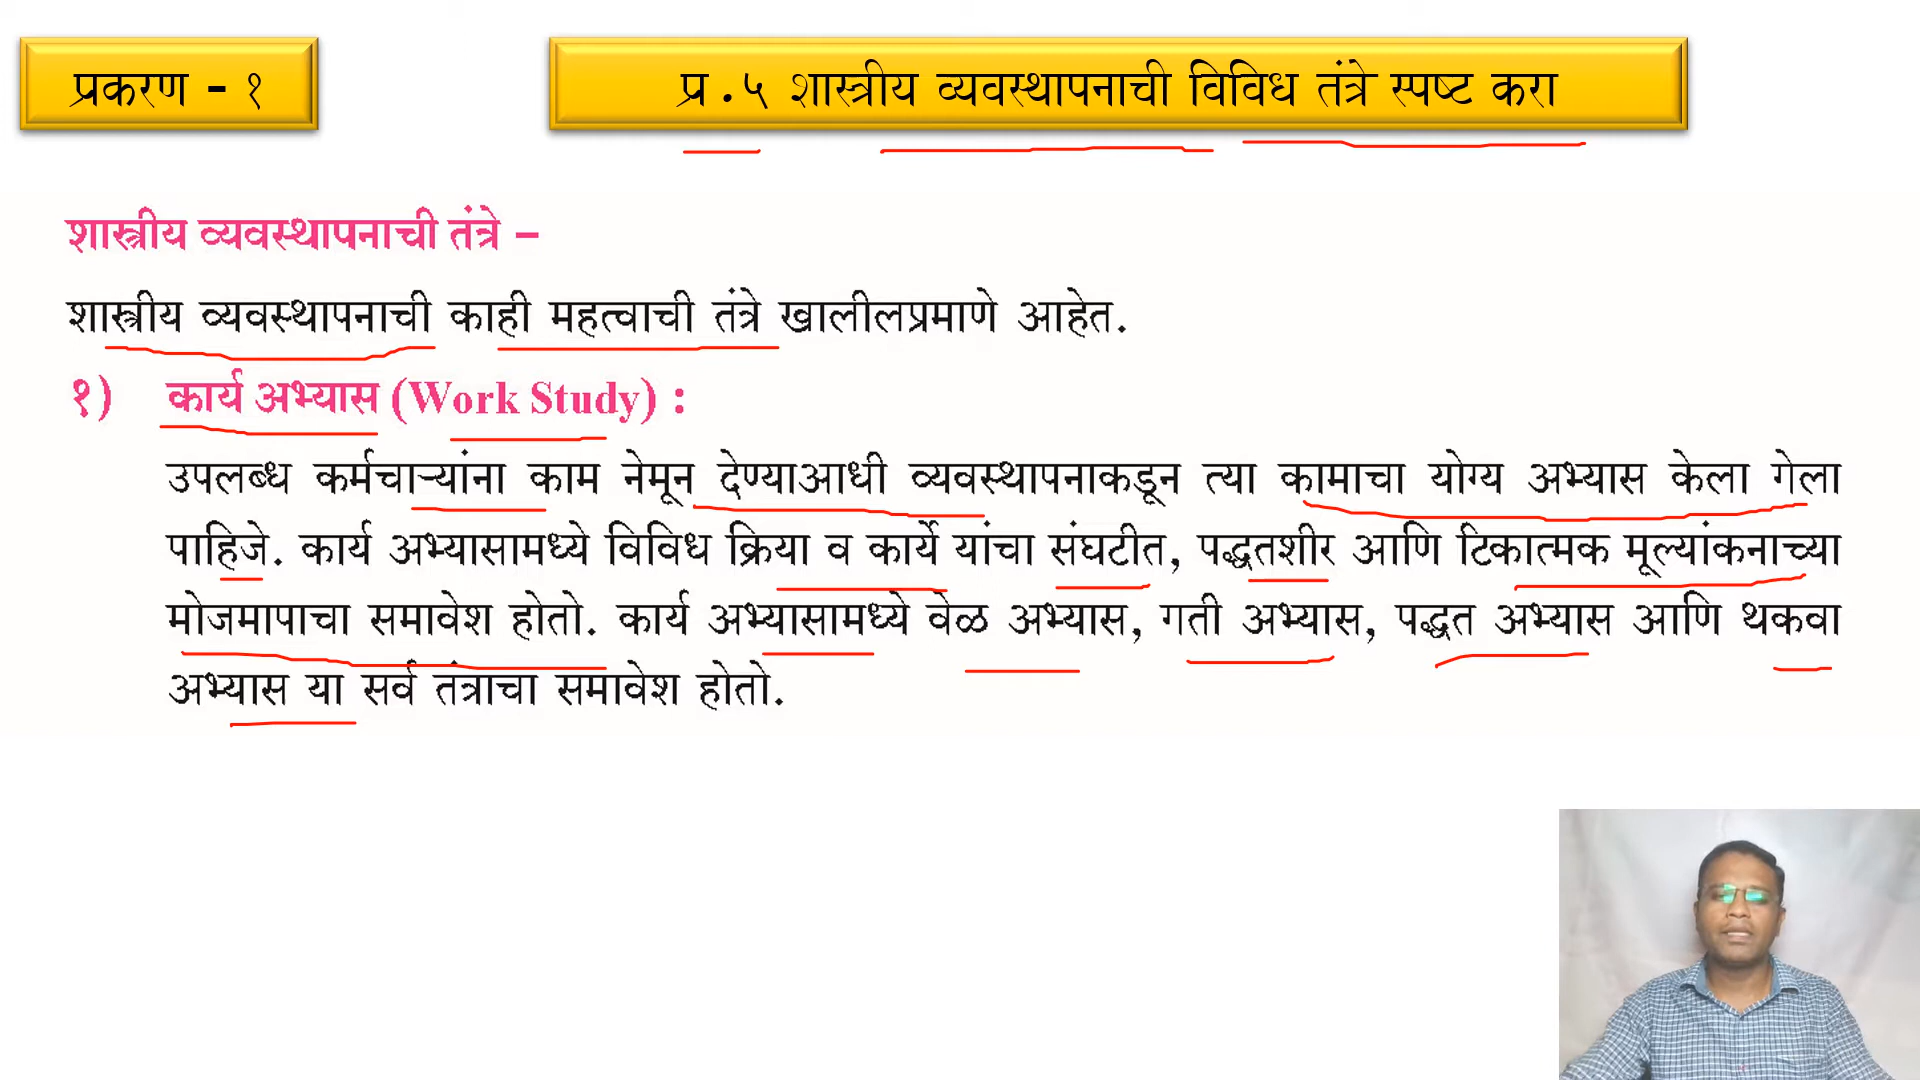 प्रकरण - १
प्र.५ शास्त्रीय व्यवस्थापनाची विविध तंत्रे स्पष्ट करा
शास्त्रीय व्यवस्थापनाची तंत्रे –
शास्त्रीय व्यवस्थापनाची काही महत्वाची तंत्रे खालीलप्रमाणे आहेत.
१) कार्य अभ्यास (Work Study) :
उपलब्ध कर्मचाऱ्यांना काम नेमून देण्याआधी व्यवस्थापनाकडून त्या कामाचा योग्य अभ्यास केला गेला
पाहिजे. कार्य अभ्यासामध्ये विविध क्रिया व कार्ये यांचा संघटीत, पद्धतशीर आणि टिकात्मक मूल्यांकनाच्या
मोजमापाचा समावेश होतो. कार्य अभ्यासामध्ये वेळ अभ्यास, गती अभ्यास, पद्धत अभ्यास आणि थकवा
अभ्यास या सर्व तंत्राचा समावेश होतो.